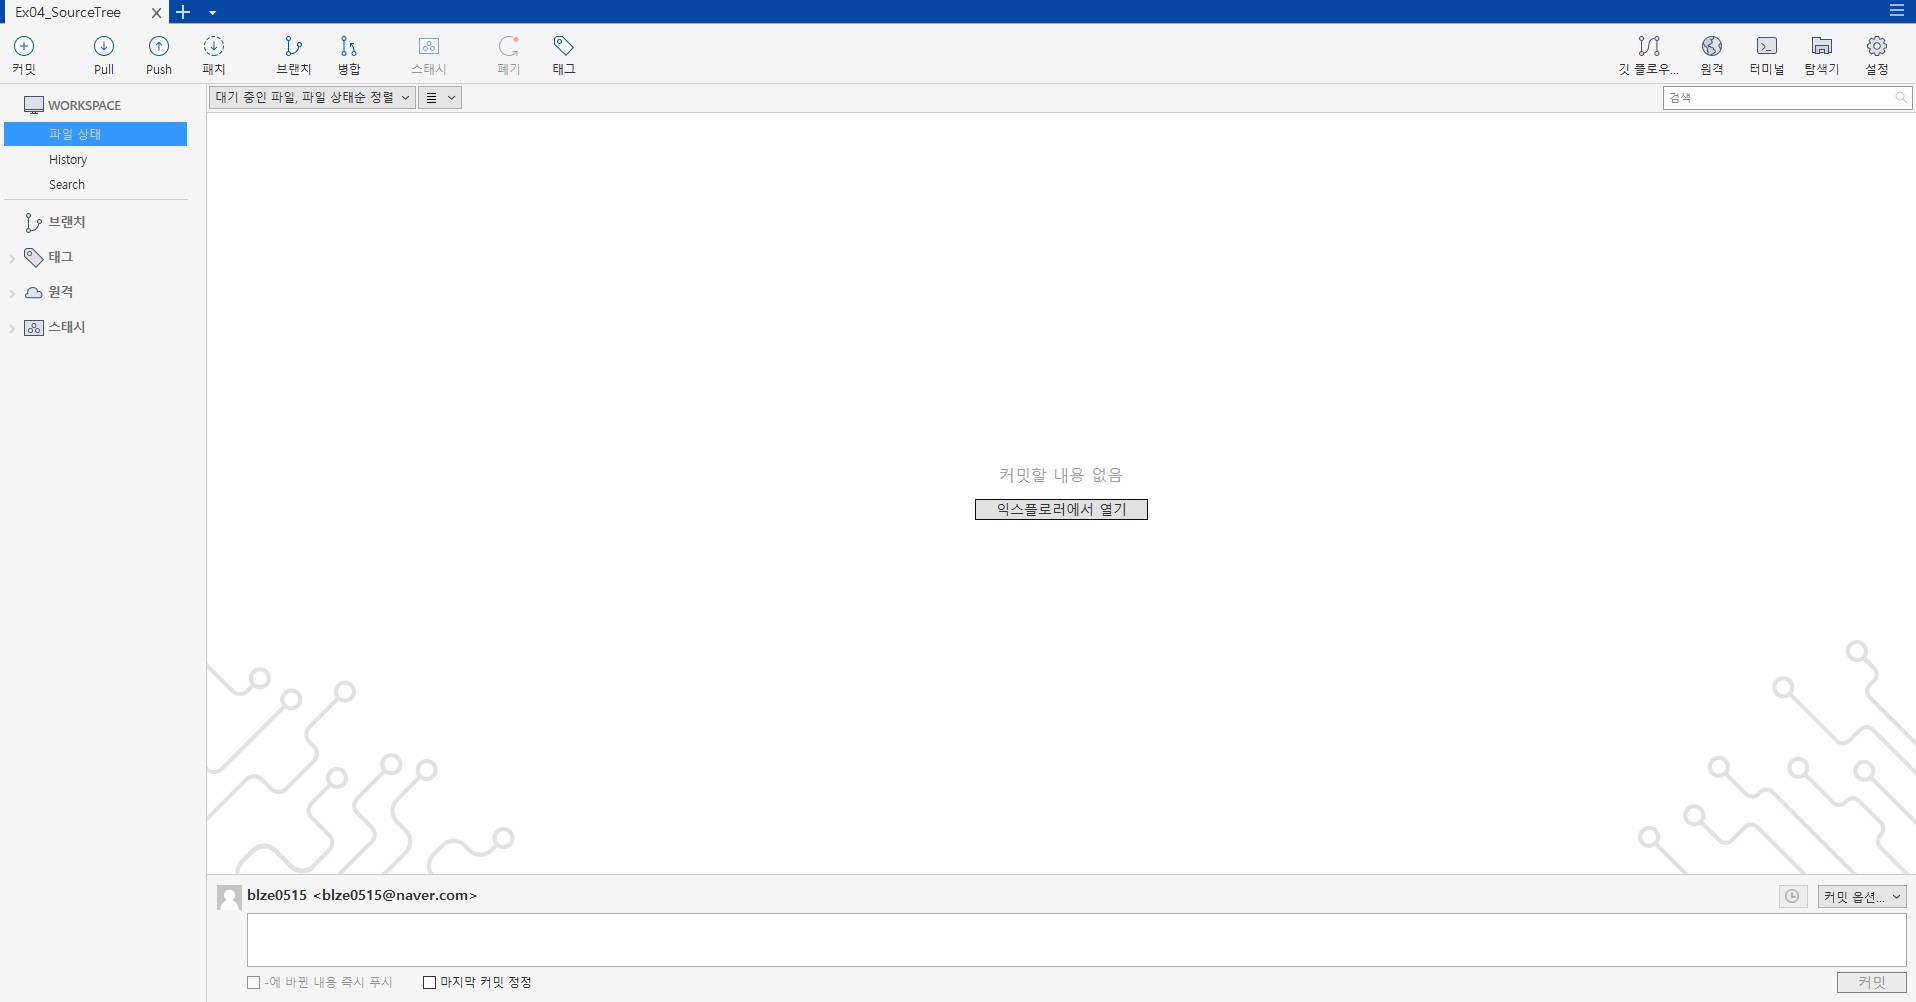 Ex04_SourceTree
커밋
Pull
Push
패치
브랜치
병합
스태시
폐기
태그
깃 플로우...
원격
터미널
탐색기
설정
WORKSPACE
파일 상태
History
Search
브랜치
태그
원격
스태시
대기 중인 파일, 파일 상태순 정렬
검색
커밋할 내용 없음
익스플로러에서 열기
blze0515 <blze0515@naver.com>
커밋 옵션...
-에 바뀐 내용 즉시 푸시
마지막 커밋 정정
커밋